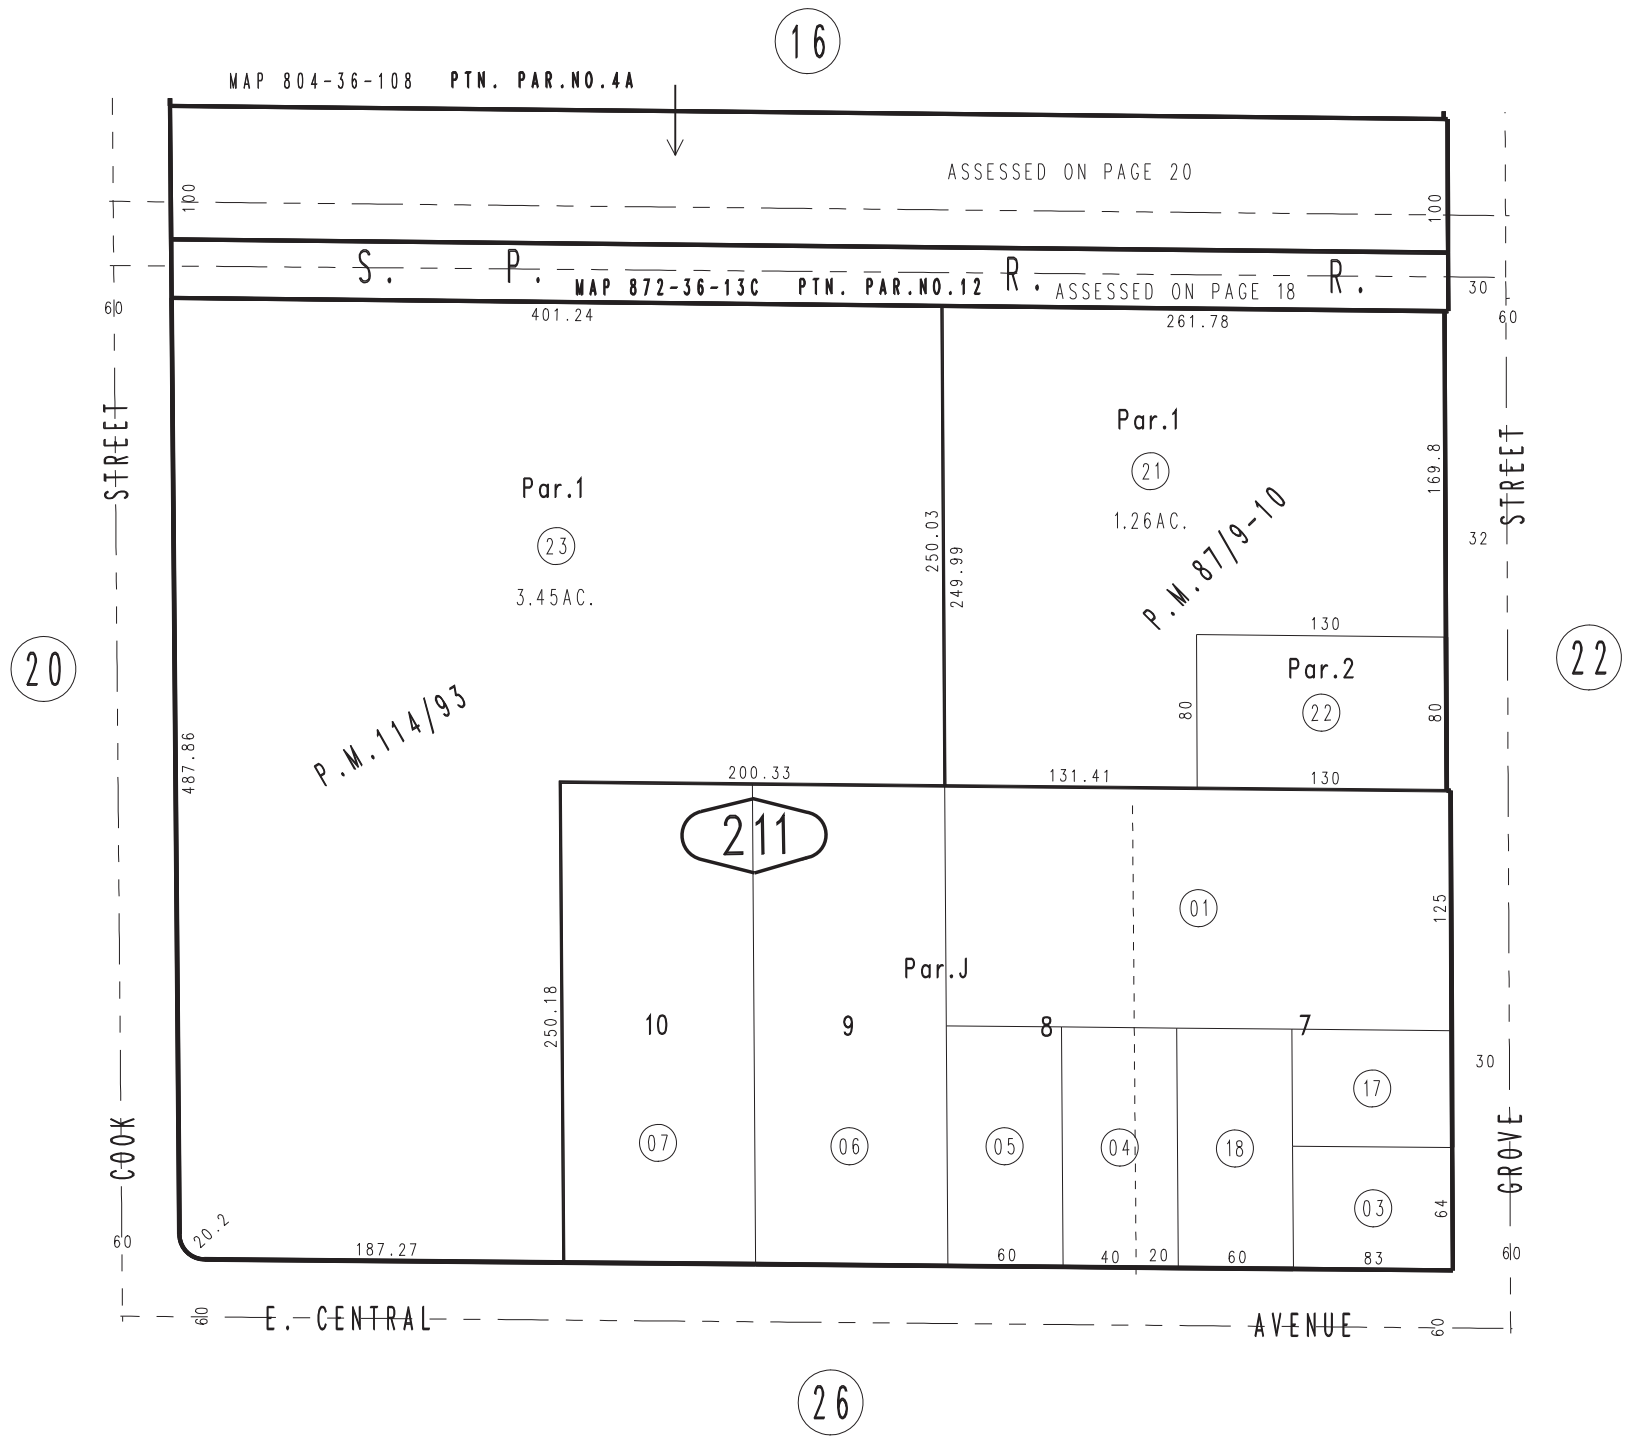 16
MAP 804-36-108 PTN. PAR.NO.4A
ASSESSED ON PAGE 20
100
100
S. P. R. R.
MAP 872-36-13C PTN. PAR.NO.12
ASSESSED ON PAGE 18
30
60
60
401.24
261.78
STREET
STREET
Par.1
21
1.26AC.
169.8
Par.1
23
3.45AC.
250.03
249.99
P.M.87/9-10
32
130
Par.2
22
80
80
20
22
P.M.114/93
487.86
200.33
131.41
130
211
01
125
Par.J
250.18
10
9
8
7
30
17
COOK
GROVE
07
06
05
04
18
03
64
20.2
60
187.27
60
40
20
60
83
60
60
E. CENTRAL
AVENUE
60
26